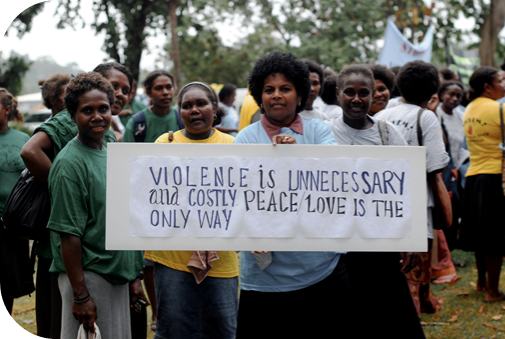 VIOLENCE is UNNECESSARY
and COSTLY PEACE LOVE IS THE
ONLY WAY